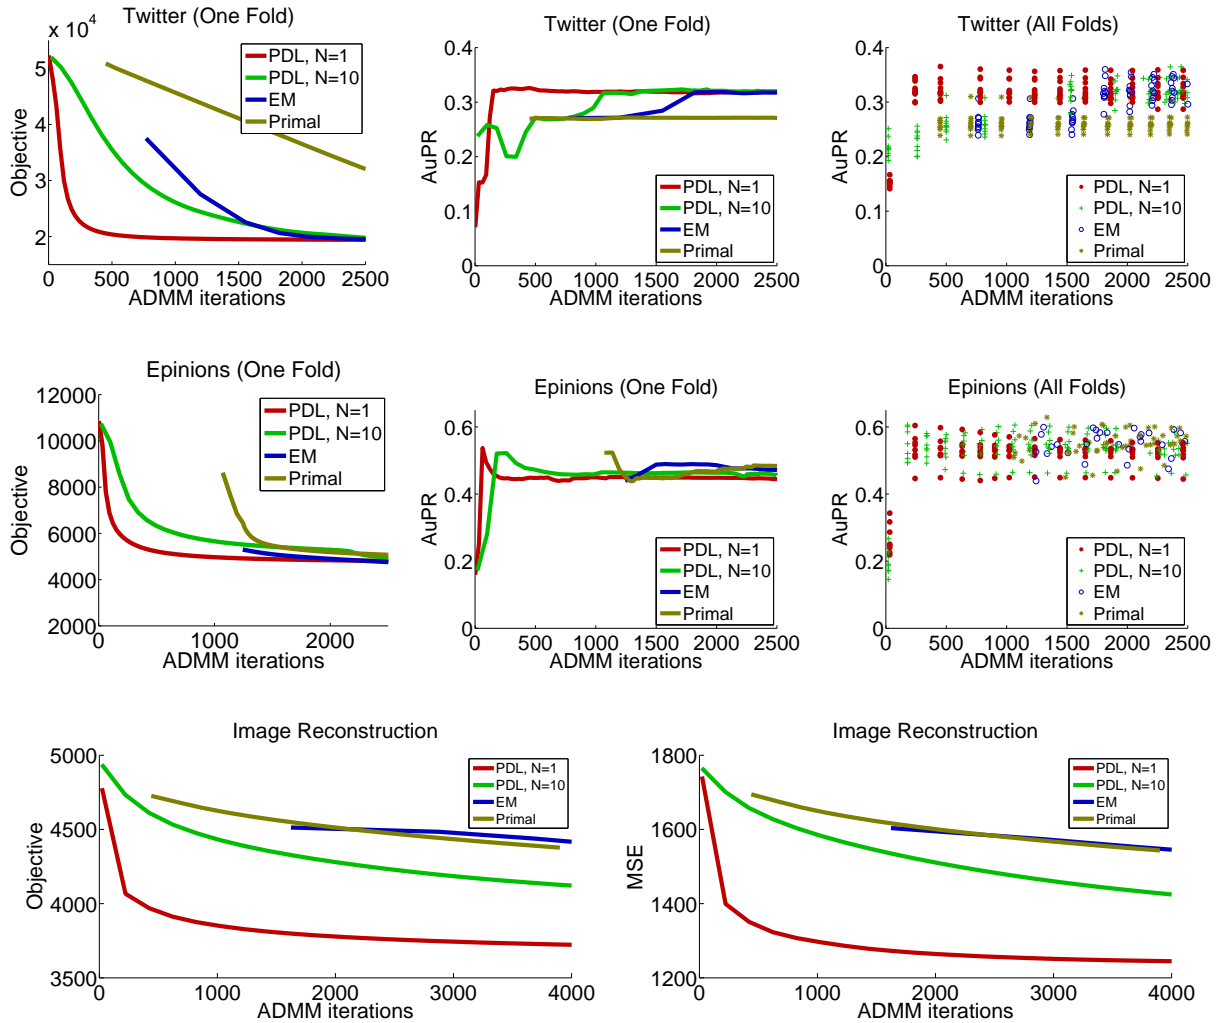 Twitter (One Fold)
x 10^4
5
4
3
2
0
500
1000
1500
2000
2500
Objective
ADMM iterations
PDL, N=1
PDL, N=10
EM
Primal
Twitter (One Fold)
0.4
0.3
0.2
0.1
0
0
500
1000
1500
2000
2500
AuPR
ADMM iterations
PDL, N=1
PDL, N=10
EM
Primal
Twitter (All Folds)
0.4
0.3
0.2
0.1
0
0
500
1000
1500
2000
2500
AuPR
ADMM iterations
PDL, N=1
PDL, N=10
EM
Primal
Epinions (One Fold)
12000
10000
8000
6000
4000
2000
0
1000
2000
Objective
ADMM iterations
PDL, N=1
PDL, N=10
EM
Primal
Epinions (One Fold)
0.6
0.4
0.2
0
0
500
1000
1500
2000
2500
AuPR
ADMM iterations
PDL, N=1
PDL, N=10
EM
Primal
Epinions (All Folds)
0.6
0.4
0.2
0
0
500
1000
1500
2000
2500
AuPR
ADMM iterations
PDL, N=1
PDL, N=10
EM
Primal
Image Reconstruction
5000
4500
4000
3500
0
1000
2000
3000
4000
Objective
ADMM iterations
PDL, N=1
PDL, N=10
EM
Primal
Image Reconstruction
1800
1600
1400
1200
0
1000
2000
3000
4000
MSE
ADMM iterations
PDL, N=1
PDL, N=10
EM
Primal